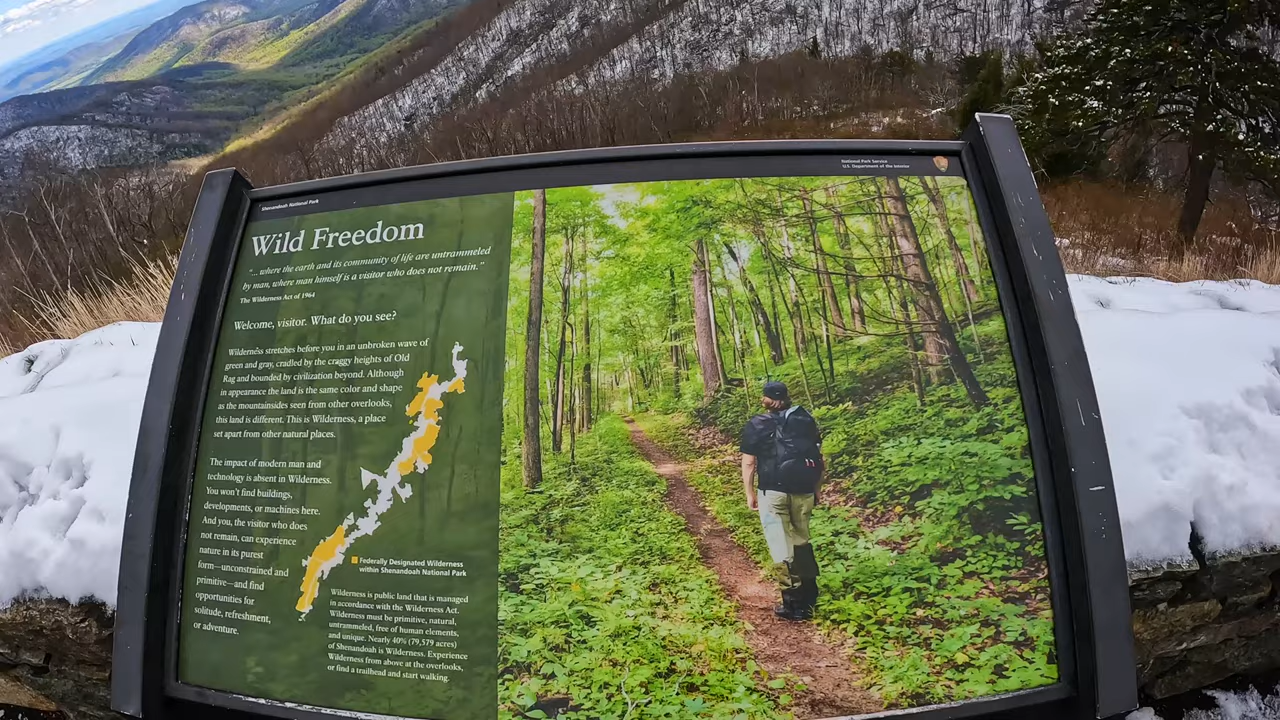 Shenandoah National Park
National Park Service
U.S. Department of the Interior
Wild Freedom
"... where the earth and its community of life are untrammeled
by man, where man himself is a visitor who does not remain."
The Wilderness Act of 1964
Welcome, visitor. What do you see?
Wilderness stretches before you in an unbroken wave of
green and gray, cradled by the craggy heights of Old
Rag and bounded by civilization beyond. Although
in appearance the land is the same color and shape
as the mountainsides seen from other overlooks,
this land is different. This is Wilderness, a place
set apart from other natural places.
The impact of modern man and
technology is absent in Wilderness.
You won't find buildings,
developments, or machines here.
And you, the visitor who does
not remain, can experience
nature in its purest
form—unconstrained and
primitive—and find
opportunities for
solitude, refreshment,
or adventure.
Federally Designated Wilderness
within Shenandoah National Park
Wilderness is public land that is managed
in accordance with the Wilderness Act.
Wilderness must be primitive, natural,
untrammeled, free of human elements,
and unique. Nearly 40% (79,579 acres)
of Shenandoah is Wilderness. Experience
Wilderness from above at the overlooks,
or find a trailhead and start walking.